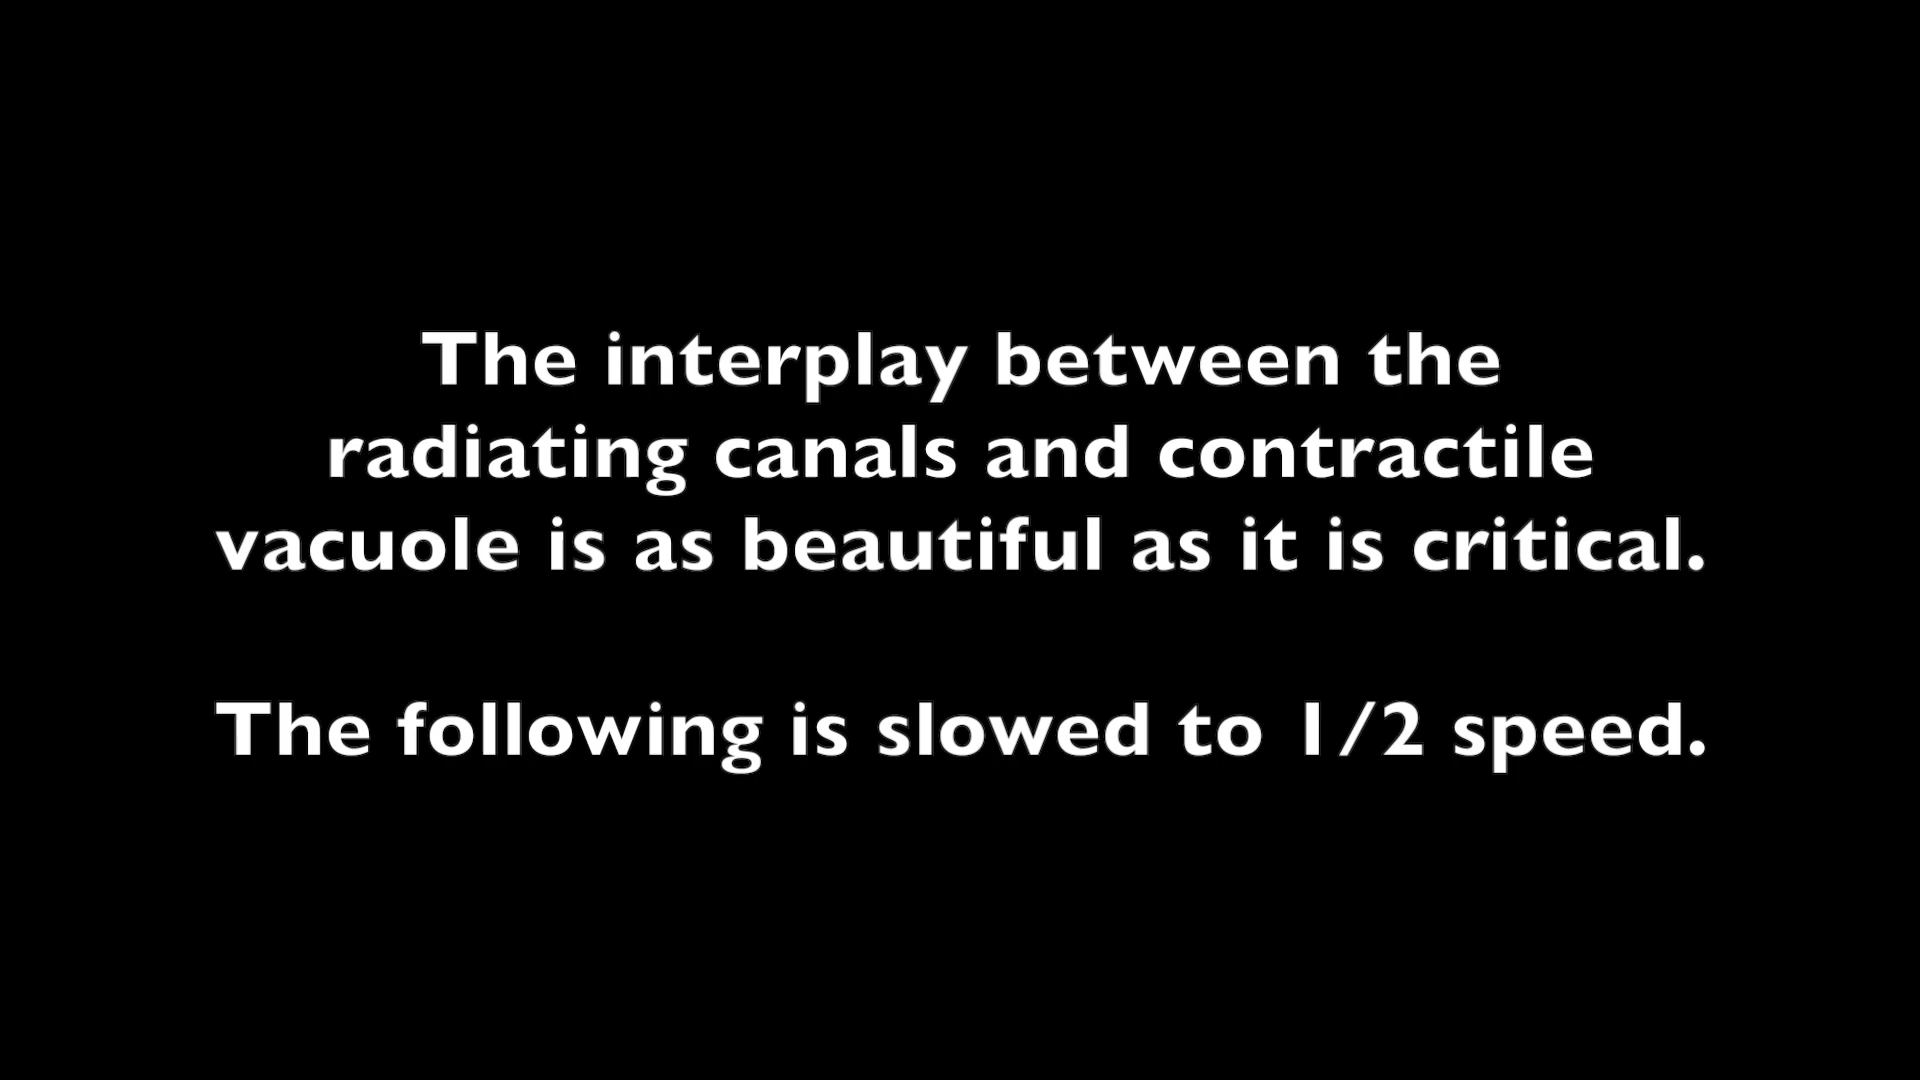 The interplay between the
radiating canals and contractile
vacuole is as beautiful as it is critical.
The following is slowed to 1/2 speed.